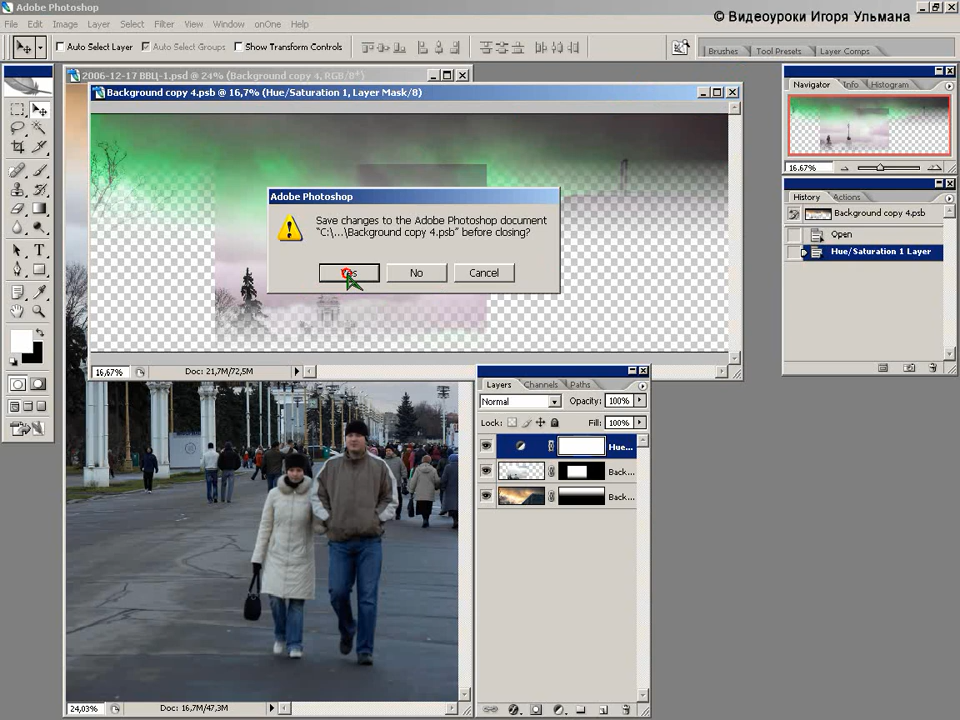 Adobe Photoshop
© Видеоуроки Игоря Ульмана
File Edit Image Layer Select Filter View Window onOne Help
Auto Select Layer Auto Select Groups Show Transform Controls
Brushes Tool Presets Layer Comps
2006-12-17 ВВЦ-1.psd @ 24% (Background copy 4, RGB/8*)
Background copy 4.psb @ 16,7% (Hue/Saturation 1, Layer Mask/8)
Navigator Info Histogram
16.67%
Adobe Photoshop
Save changes to the Adobe Photoshop document
"C:\...\Background copy 4.psb" before closing?
Yes No Cancel
History Actions
Background copy 4.psb
Open
Hue/Saturation 1 Layer
16,67% Doc: 21,7M/72,5M
Layers Channels Paths
Normal Opacity: 100%
Lock: Fill: 100%
Hue...
Back...
Back...
24,03% Doc: 16,7M/47,3M